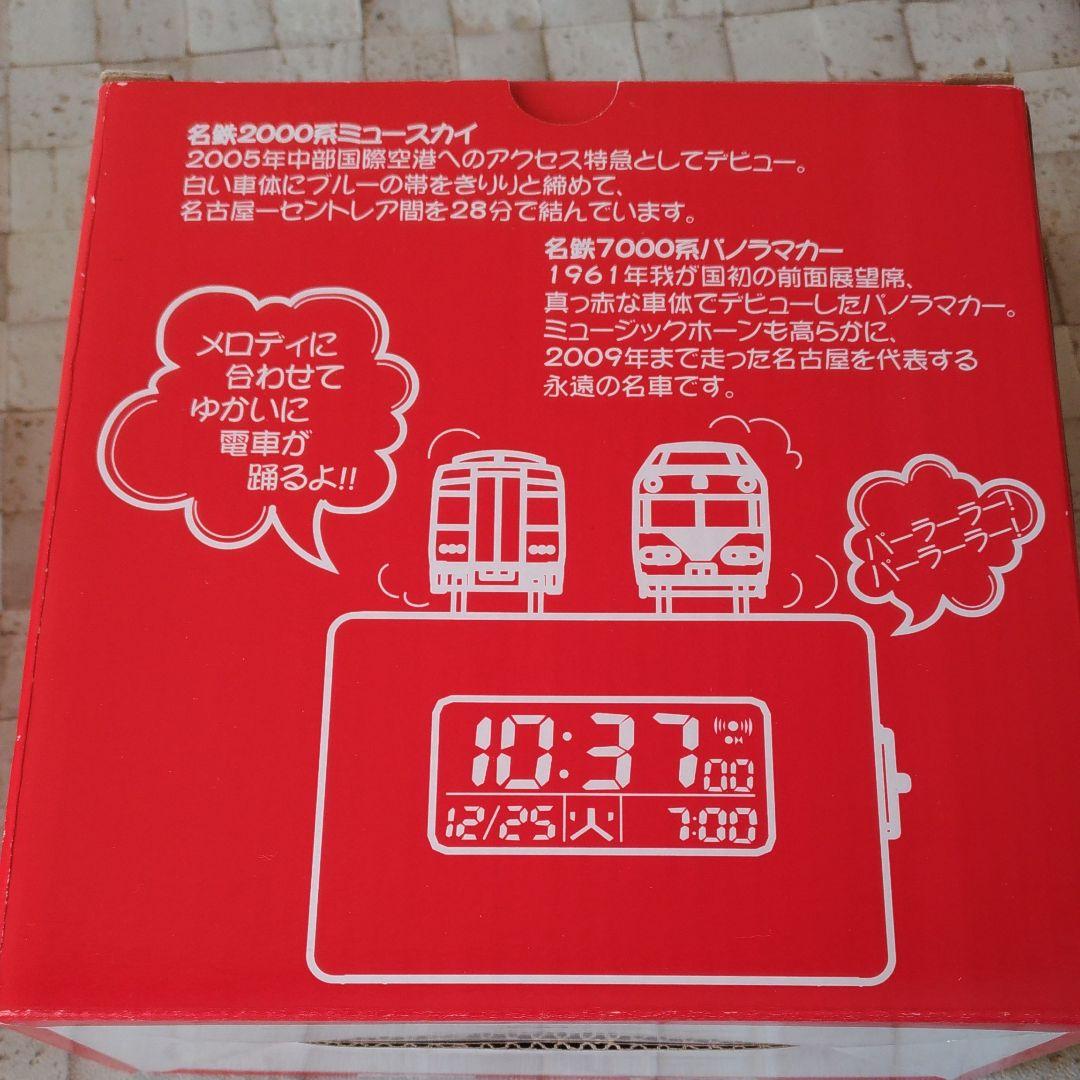 名鉄2000系ミュースカイ
2005年中部国際空港へのアクセス特急としてデビュー。
白い車体にブルーの帯をきりりと締めて、
名古屋ーセントレア間を28分で結んでいます。
名鉄7000系パノラマカー
1961年我が国初の前面展望席、
真っ赤な車体でデビューしたパノラマカー。
ミュージックホーンも高らかに、
2009年まで走った名古屋を代表する
永遠の名車です。
メロディに
合わせて
ゆかいに
電車が
踊るよ!!
パーラーラー!
パーラーラー!
10:37 00
12/25 火 7:00